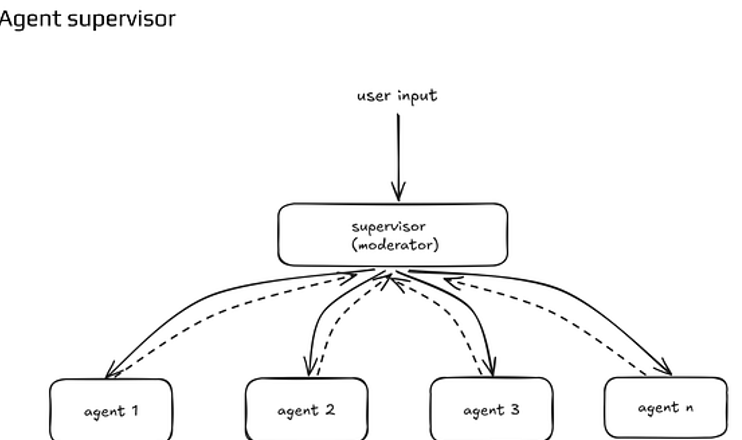 Agent supervisor
user input
supervisor
(moderator)
agent 1
agent 2
agent 3
agent n